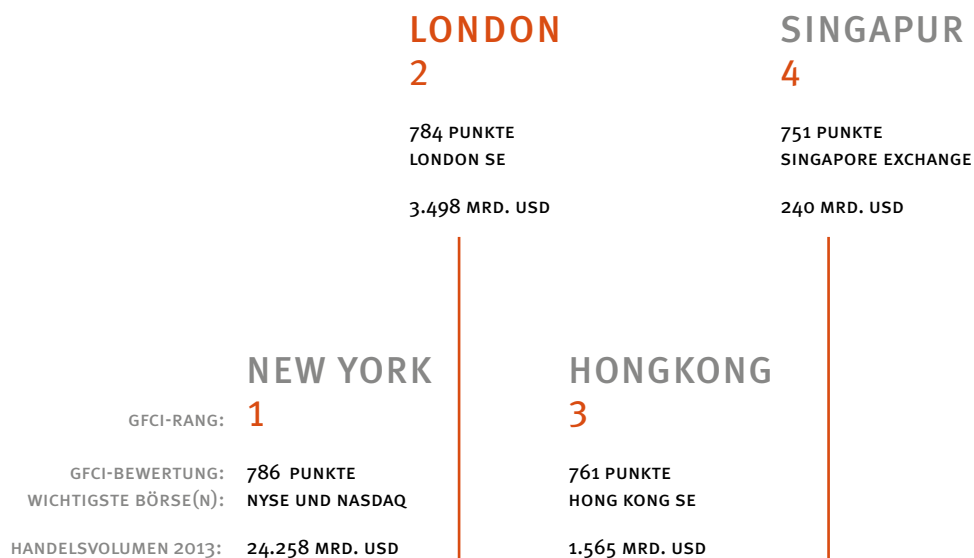 LONDON
2
784 PUNKTE
LONDON SE
3.498 MRD. USD
SINGAPUR
4
751 PUNKTE
SINGAPORE EXCHANGE
240 MRD. USD
NEW YORK
GFCI-RANG: 1
GFCI-BEWERTUNG: 786 PUNKTE
WICHTIGSTE BÖRSE(N): NYSE UND NASDAQ
HANDELSVOLUMEN 2013: 24.258 MRD. USD
HONGKONG
3
761 PUNKTE
HONG KONG SE
1.565 MRD. USD